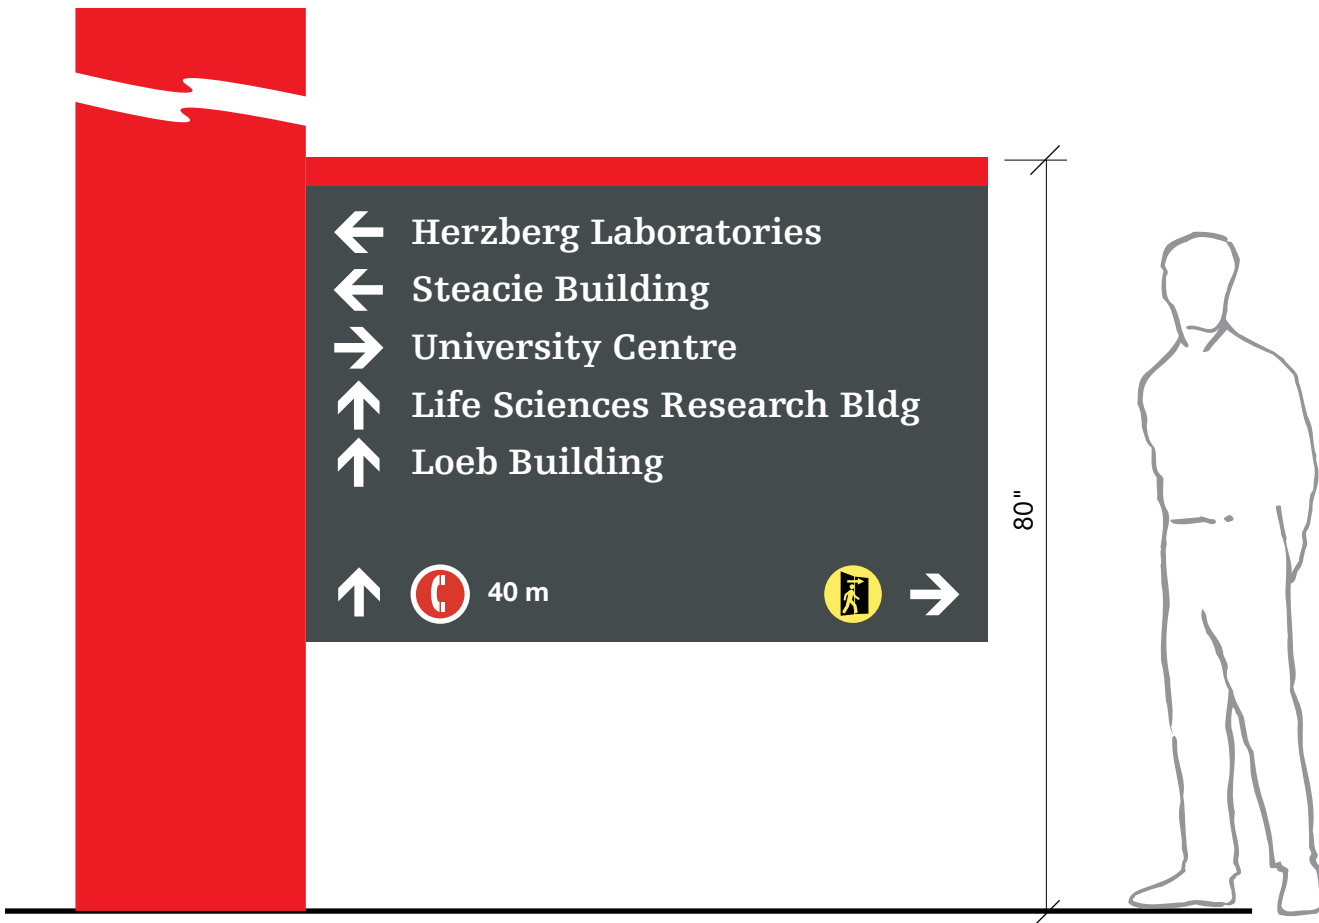 Herzberg Laboratories
Steacie Building
University Centre
Life Sciences Research Bldg
Loeb Building
40 m
80"